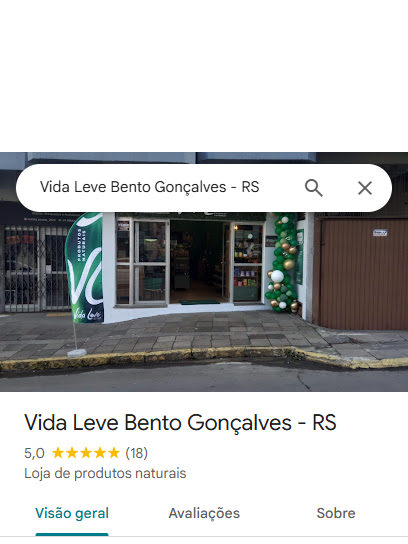 Vida Leve Bento Gonçalves - RS
PRODUTOS
NATURAIS
Vida Leve
Vida Leve Bento Gonçalves - RS
5,0 ★★★★★ (18)
Loja de produtos naturais
Visão geral Avaliações Sobre